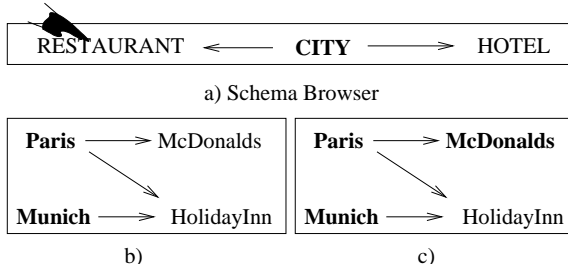 RESTAURANT CITY HOTEL
a) Schema Browser
Paris McDonalds Paris McDonalds
Munich HolidayInn Munich HolidayInn
b) c)